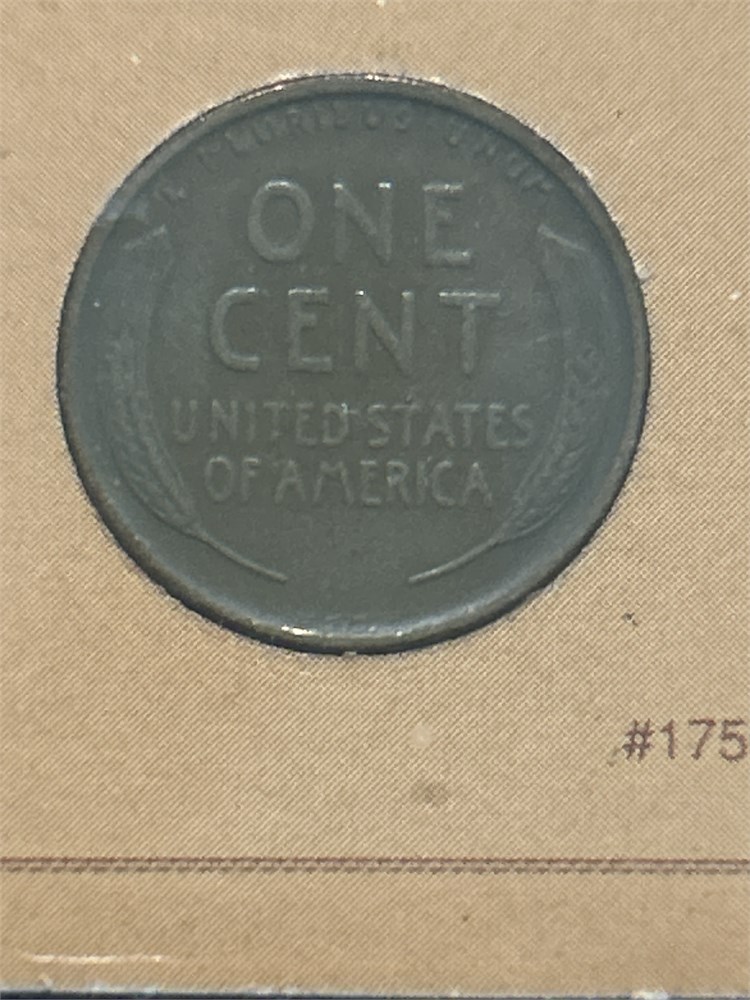 ONE
CENT
UNITED STATES
OF AMERICA
#175